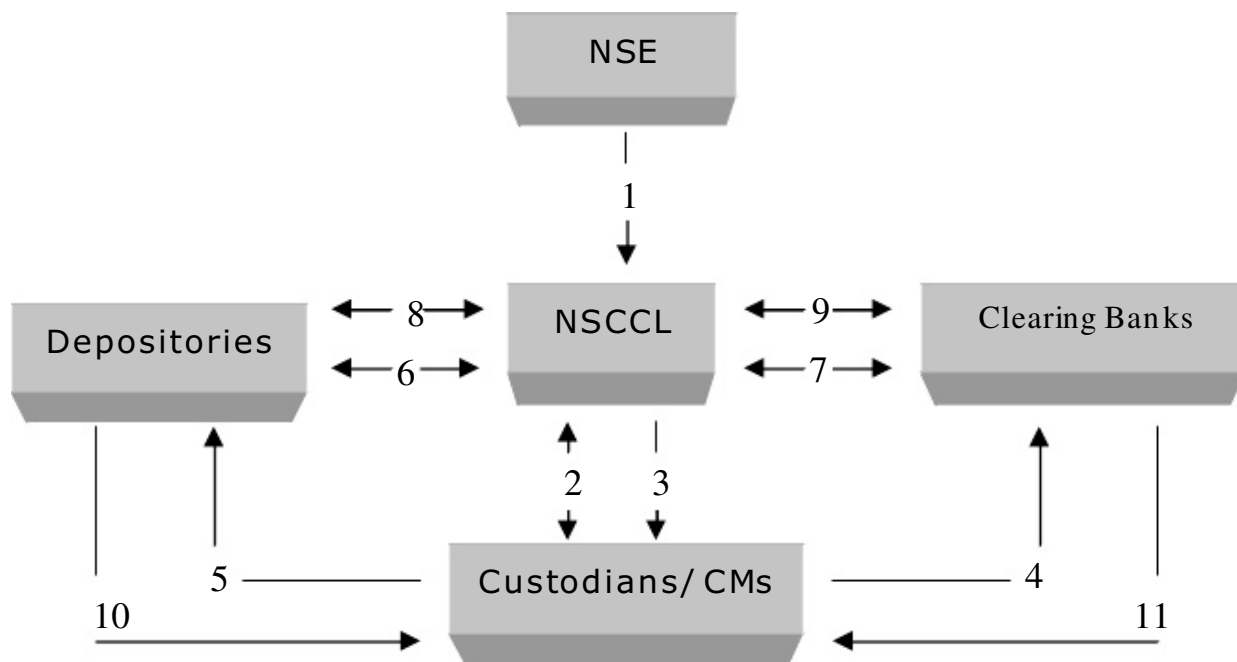 NSE
1
8
NSCCL
9
Clearing Banks
Depositories
6
7
2
3
5
Custodians/ CMs
4
10
11